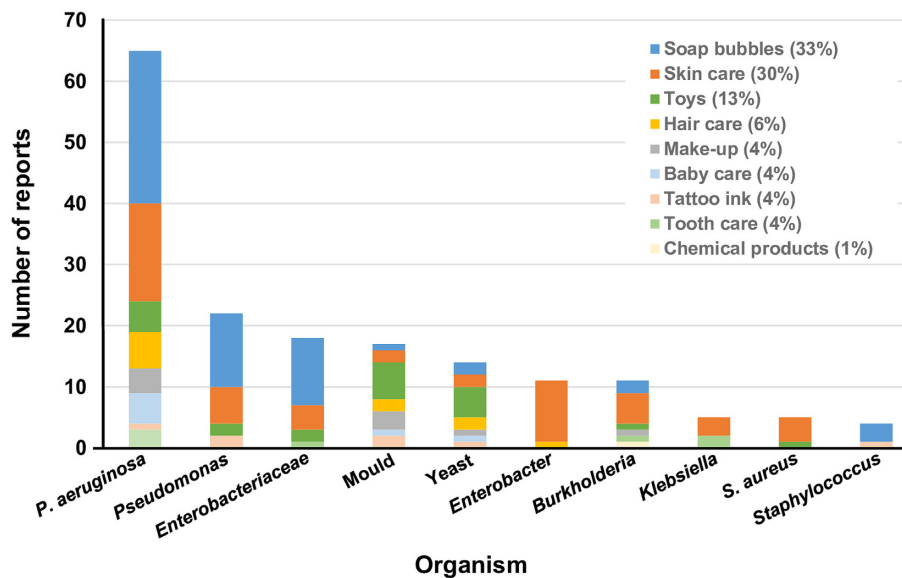 70
60
50
40
30
20
10
0
Number of reports
Soap bubbles (33%)
Skin care (30%)
Toys (13%)
Hair care (6%)
Make-up (4%)
Baby care (4%)
Tattoo ink (4%)
Tooth care (4%)
Chemical products (1%)
P. aeruginosa
Pseudomonas
Enterobacteriaceae
Mould
Yeast
Enterobacter
Burkholderia
Klebsiella
S. aureus
Staphylococcus
Organism